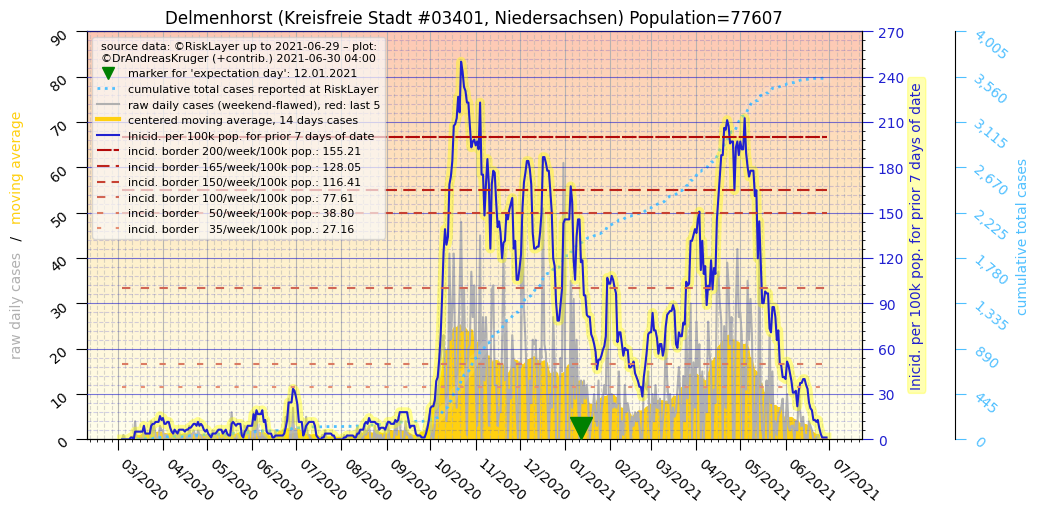 Delmenhorst (Kreisfreie Stadt #03401, Niedersachsen) Population=77607
source data: ©RiskLayer up to 2021-06-29 – plot:
©DrAndreasKruger (+contrib.) 2021-06-30 04:00
marker for 'expectation day': 12.01.2021
cumulative total cases reported at RiskLayer
raw daily cases (weekend-flawed), red: last 5
centered moving average, 14 days cases
Inicid. per 100k pop. for prior 7 days of date
incid. border 200/week/100k pop.: 155.21
incid. border 165/week/100k pop.: 128.05
incid. border 150/week/100k pop.: 116.41
incid. border 100/week/100k pop.: 77.61
incid. border 50/week/100k pop.: 38.80
incid. border 35/week/100k pop.: 27.16
raw daily cases / moving average
90
80
70
60
50
40
30
20
10
0
03/2020
04/2020
05/2020
06/2020
07/2020
08/2020
09/2020
10/2020
11/2020
12/2020
01/2021
02/2021
03/2021
04/2021
05/2021
06/2021
07/2021
270
240
210
180
150
120
90
60
30
0
Inicid. per 100k pop. for prior 7 days of date
4,005
3,560
3,115
2,670
2,225
1,780
1,335
890
445
0
cumulative total cases